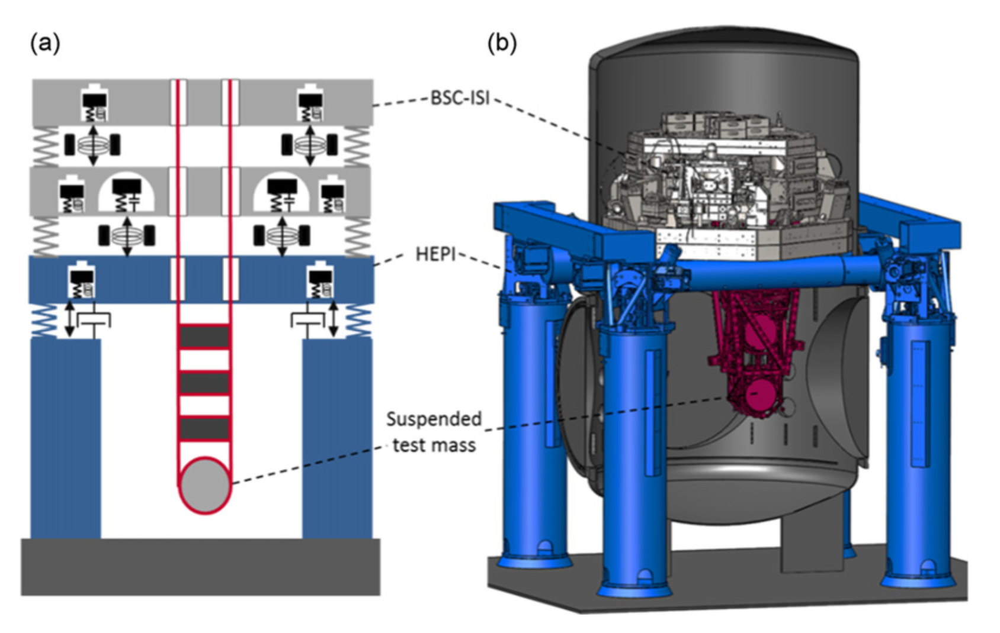 (a)
(b)
BSC-ISI
HEPI
Suspended
test mass